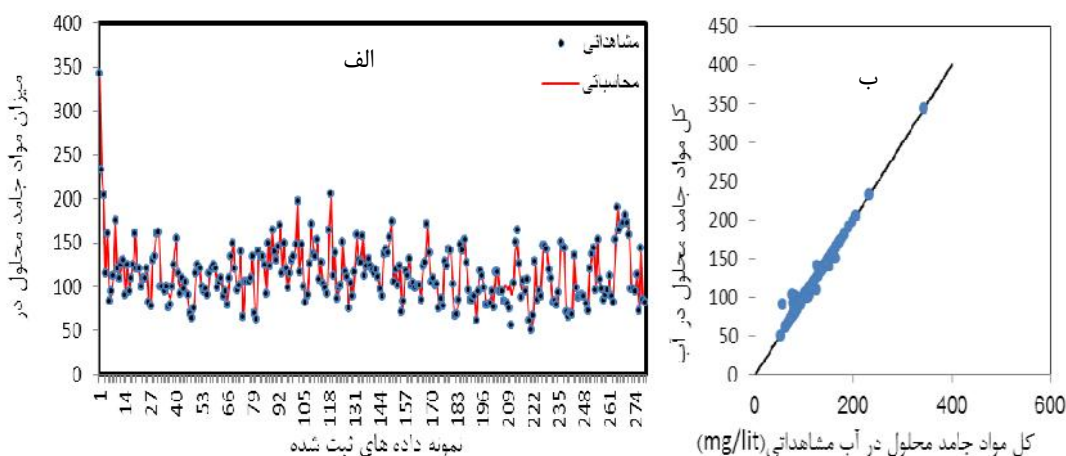 400
350
300
250
200
150
100
50
0
میزان مواد جامد محلول در
الف
مشاهداتی
محاسباتی
1 14 27 40 53 66 79 92 105 118 131 144 157 170 183 196 209 222 235 248 261 274
نمونه داده های ثبت شده
450
400
350
300
250
200
150
100
50
0
کل مواد جامد محلول در آب
ب
0 200 400 600
کل مواد جامد محلول در آب مشاهداتی(mg/lit)